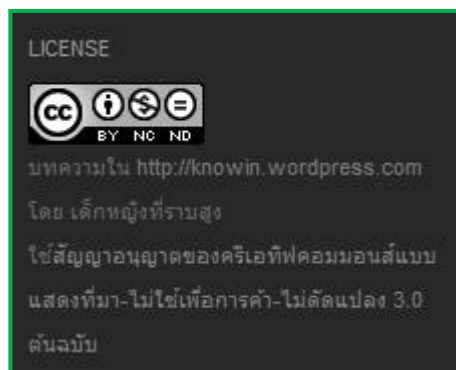 LICENSE
cc
BY NC ND
บทความใน http://knowin.wordpress.com
โดย เด็กหญิงที่ราบสูง
ใช้สัญญาอนุญาตของครีเอทีฟคอมมอนส์แบบ
แสดงที่มา-ไม่ใช้เพื่อการค้า-ไม่ดัดแปลง 3.0
ต้นฉบับ